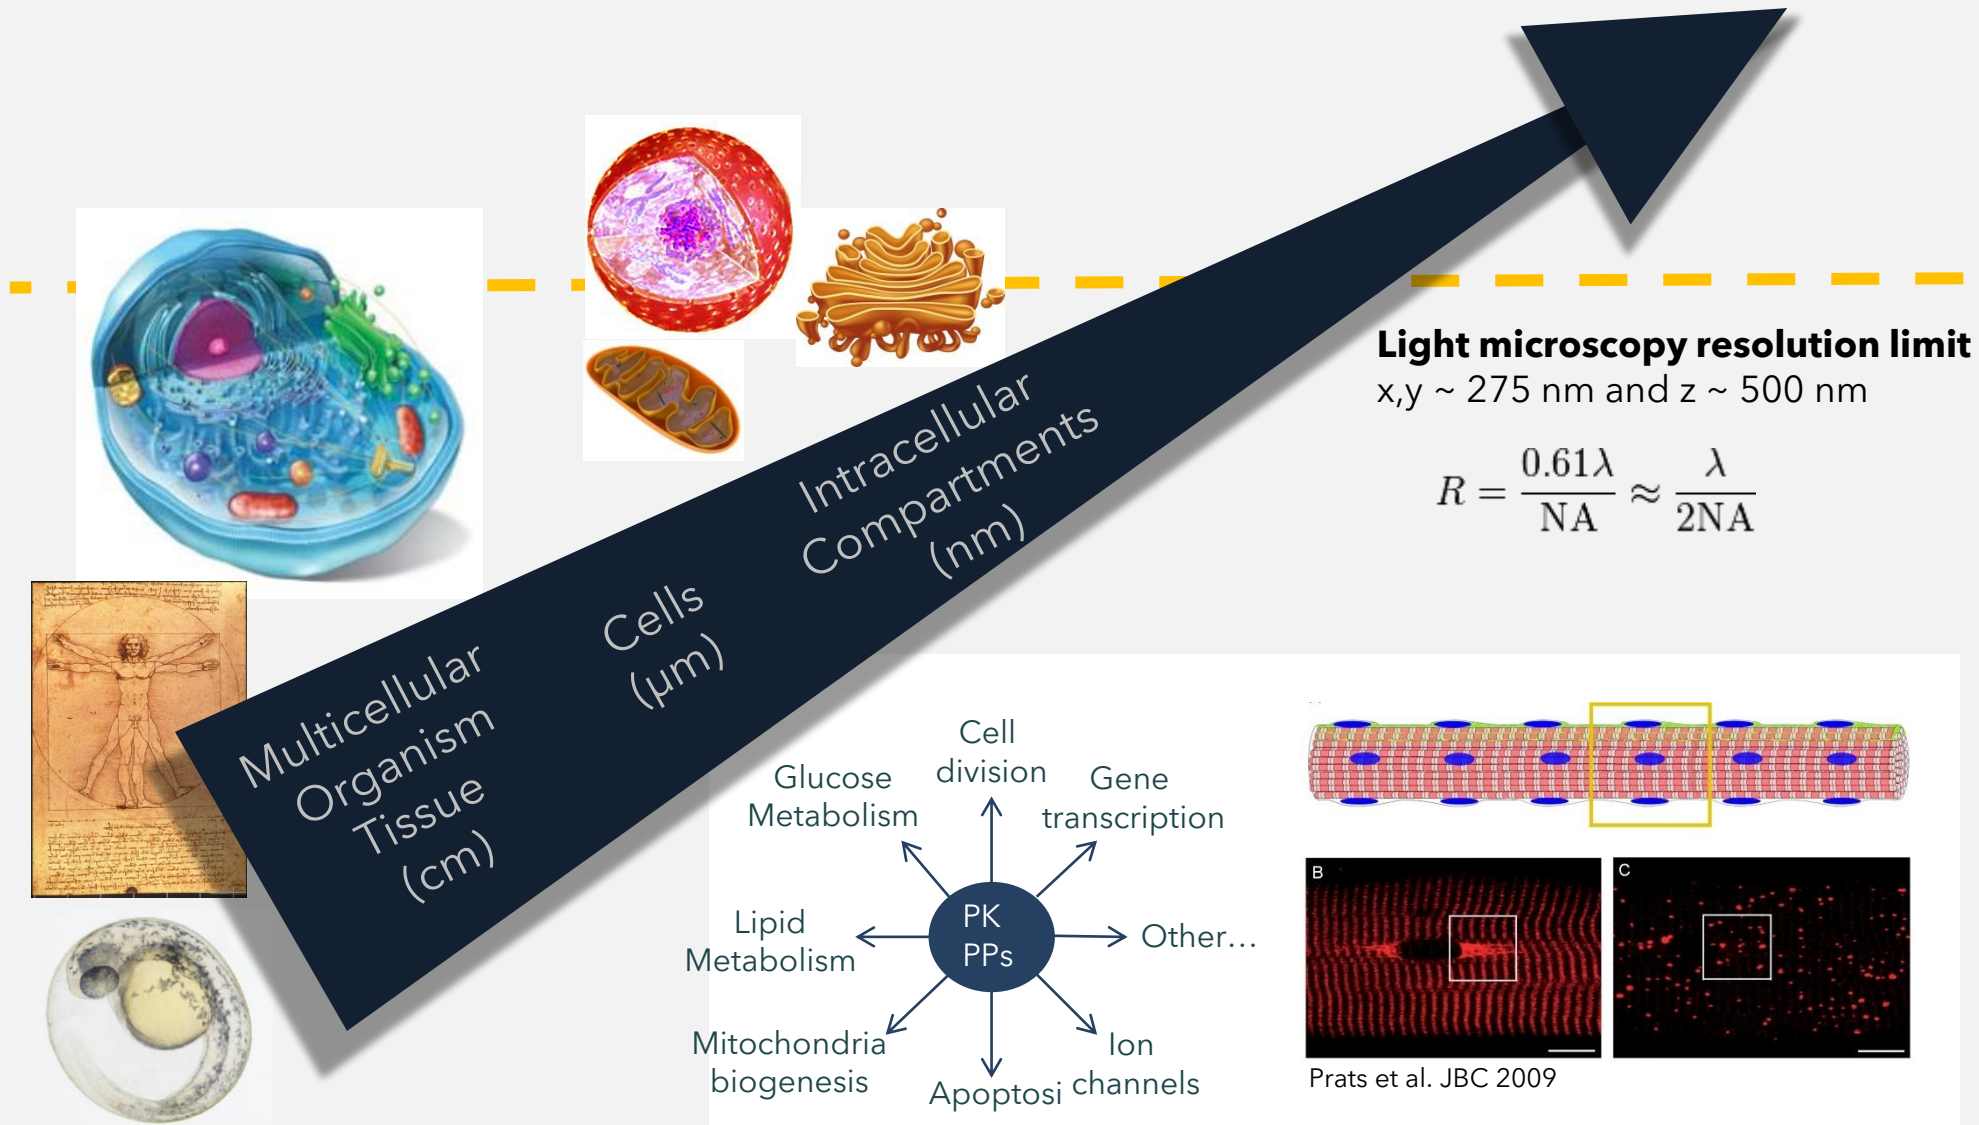 Light microscopy resolution limit
x,y ~ 275 nm and z ~ 500 nm
R = 0.61λ/NA ≈ λ/2NA
Intracellular
Compartments
(nm)
Cells
(µm)
Multicellular
Organism
Tissue
(cm)
Cell
division
Glucose
Metabolism
Gene
transcription
Lipid
Metabolism
PK
PPs
Other...
Mitochondria
biogenesis
Apoptosi
Ion
channels
B
C
Prats et al. JBC 2009